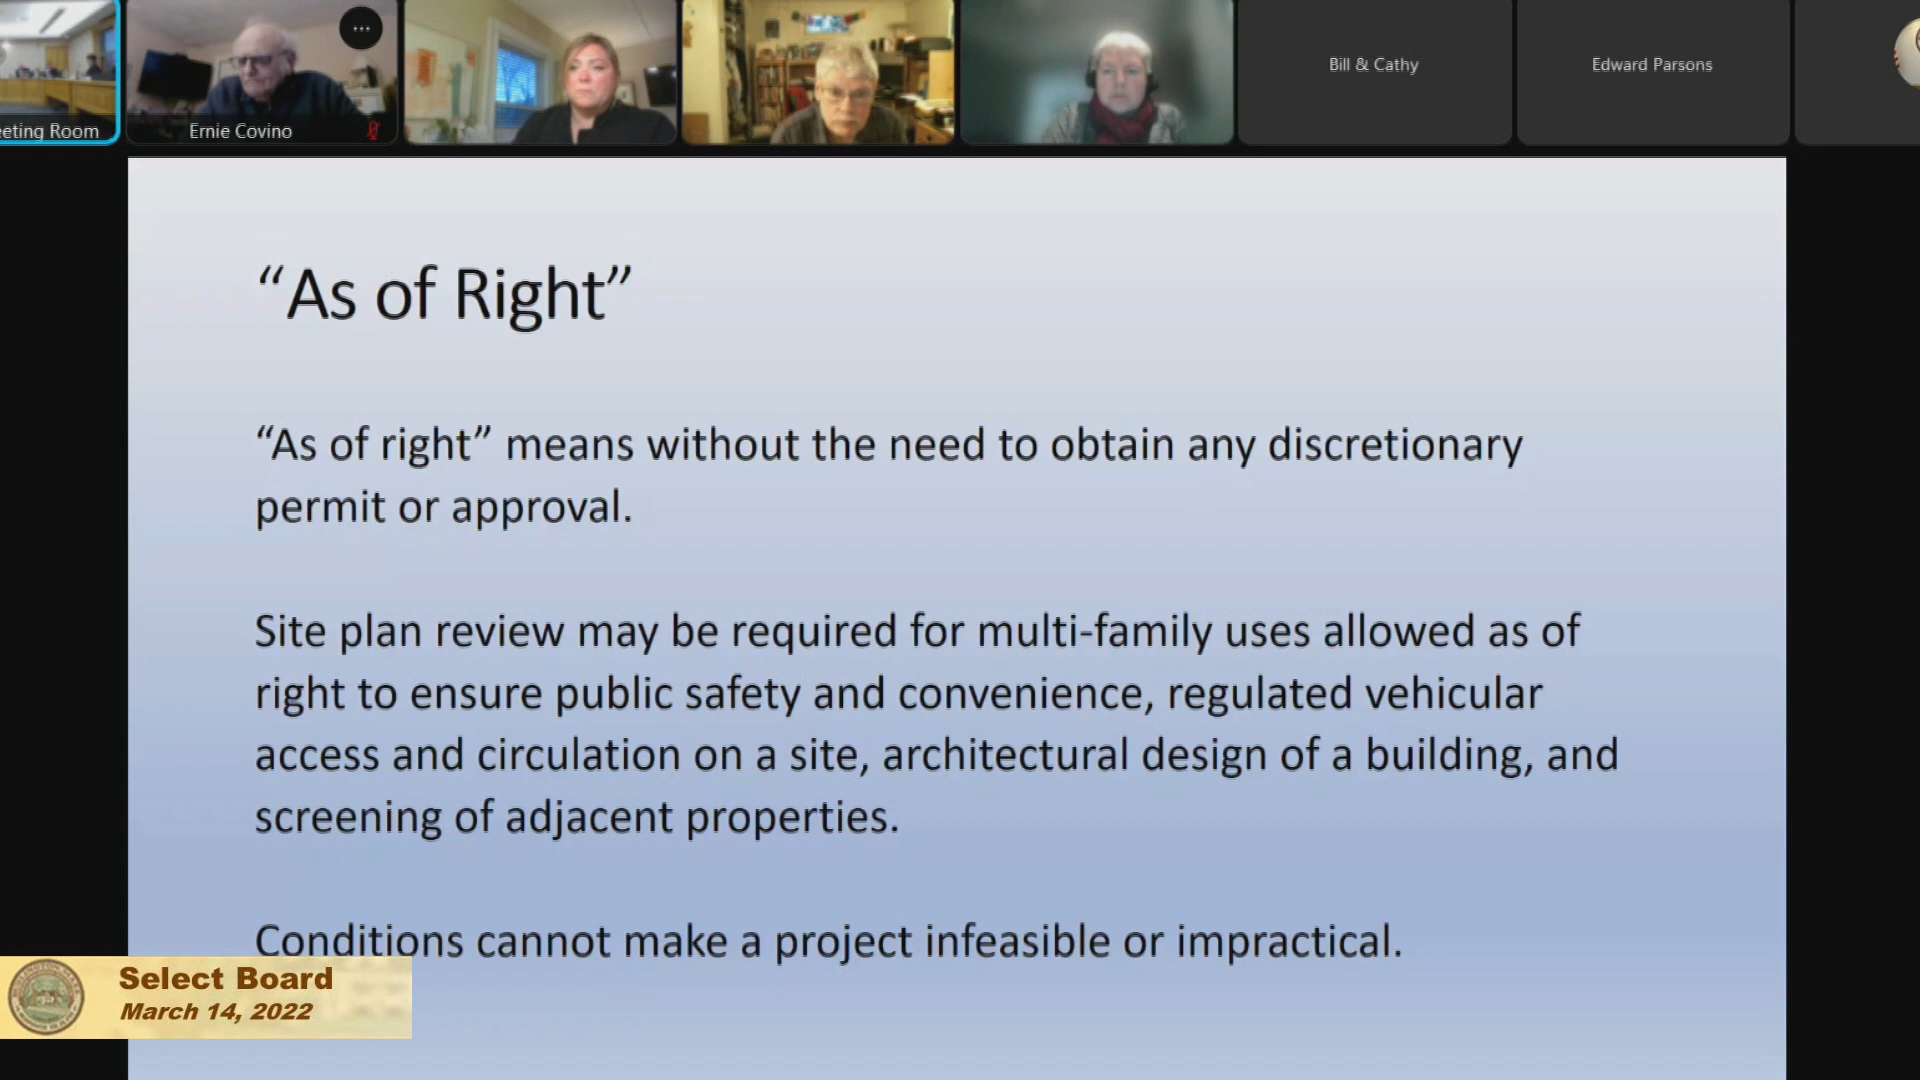 eeting Room
Ernie Covino
Bill & Cathy
Edward Parsons
“As of Right”
“As of right” means without the need to obtain any discretionary
permit or approval.
Site plan review may be required for multi-family uses allowed as of
right to ensure public safety and convenience, regulated vehicular
access and circulation on a site, architectural design of a building, and
screening of adjacent properties.
Conditions cannot make a project infeasible or impractical.
Select Board
March 14, 2022